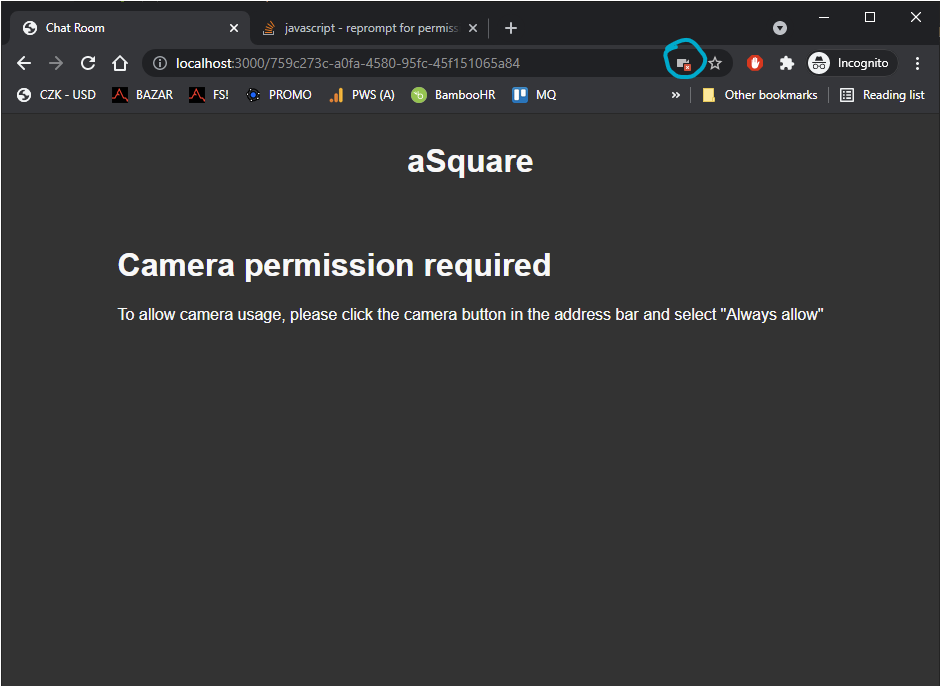 Chat Room
javascript - reprompt for permiss
localhost:3000/759c273c-a0fa-4580-95fc-45f151065a84
Incognito
CZK - USD
BAZAR
FS!
PROMO
PWS (A)
BambooHR
MQ
»
Other bookmarks
Reading list
aSquare
Camera permission required
To allow camera usage, please click the camera button in the address bar and select "Always allow"